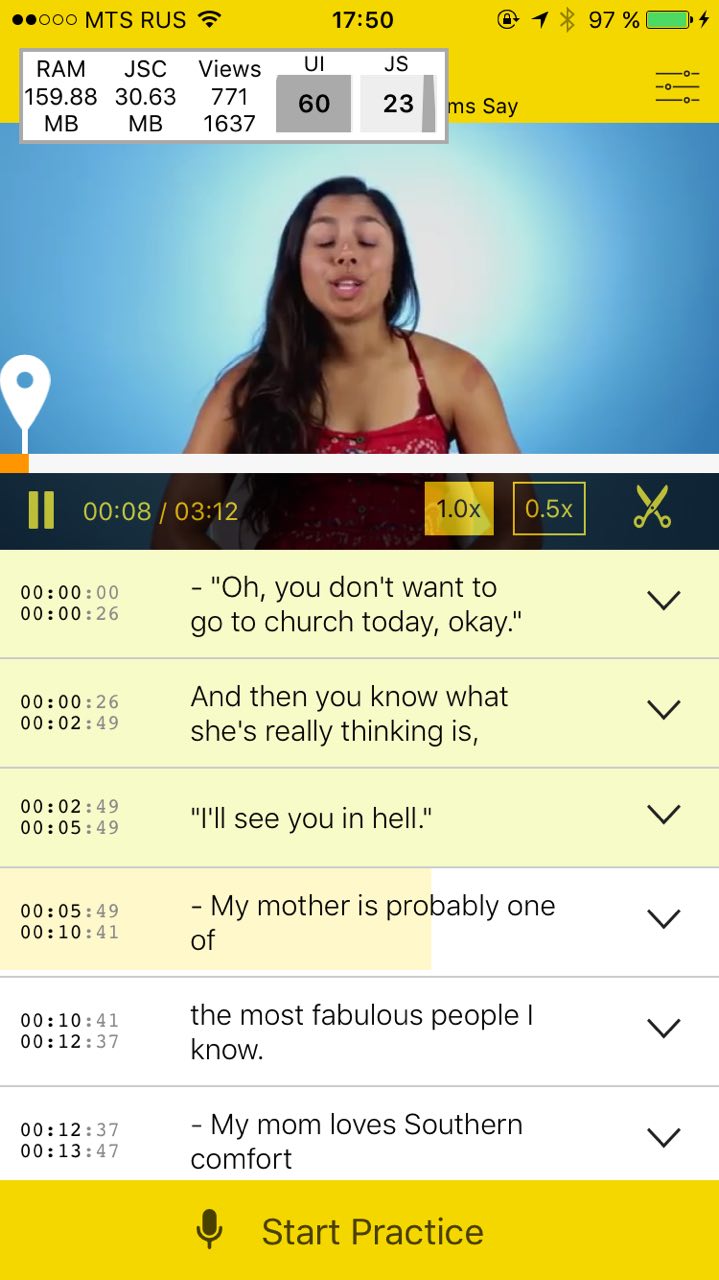 MTS RUS 17:50 97 %
RAM JSC Views UI JS
159.88 30.63 771 60 23
MB MB 1637
ms Say
00:08 / 03:12 1.0x 0.5x
00:00:00 - "Oh, you don't want to
00:00:26 go to church today, okay."
00:00:26 And then you know what
00:02:49 she's really thinking is,
00:02:49
00:05:49 "I'll see you in hell."
00:05:49 - My mother is probably one
00:10:41 of
00:10:41 the most fabulous people I
00:12:37 know.
00:12:37 - My mom loves Southern
00:13:47 comfort
Start Practice